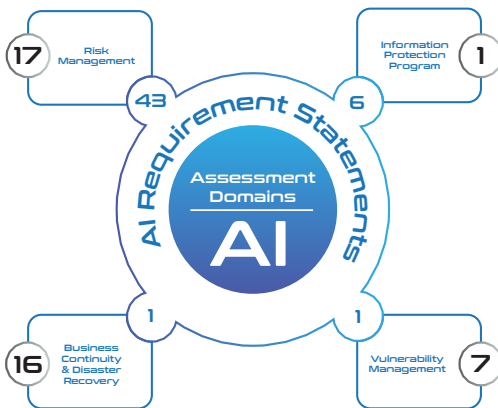 17
Risk
Management
43
Information
Protection
Program
1
6
AI Requirement Statements
Assessment
Domains
AI
1
16
Business
Continuity
& Disaster
Recovery
1
Vulnerability
Management
7